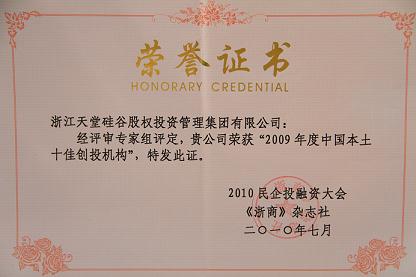 荣誉证书
HONORARY CREDENTIAL
浙江天堂硅谷股权投资管理集团有限公司：
经评审专家组评定，贵公司荣获“2009年度中国本土
十佳创投机构”，特发此证。
2010民企投融资大会
《浙商》杂志社
二〇一〇年七月